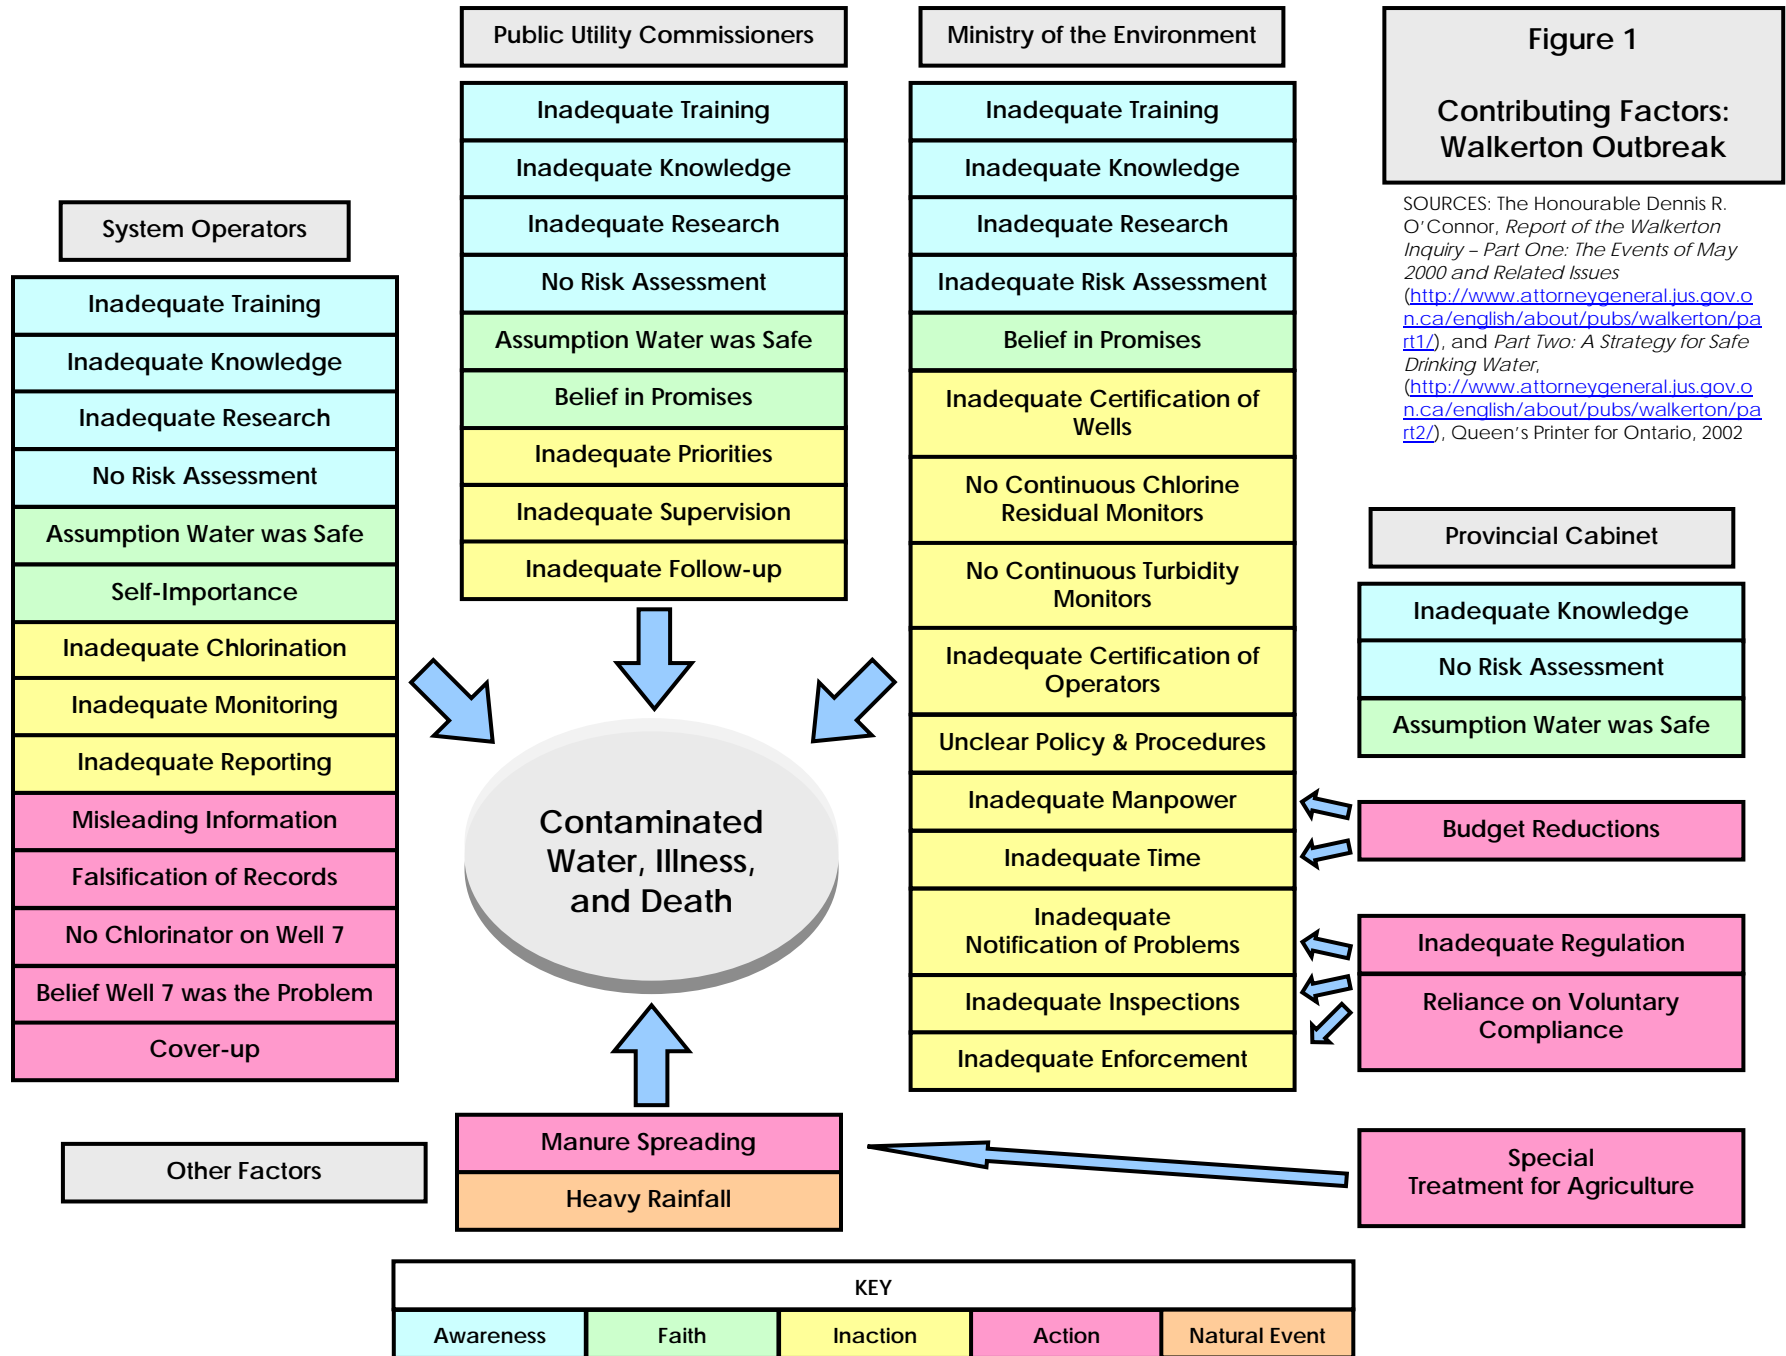 Public Utility Commissioners
Inadequate Training
Inadequate Knowledge
Inadequate Research
No Risk Assessment
Assumption Water was Safe
Belief in Promises
Inadequate Priorities
Inadequate Supervision
Inadequate Follow-up
Ministry of the Environment
Inadequate Training
Inadequate Knowledge
Inadequate Research
Inadequate Risk Assessment
Belief in Promises
Inadequate Certification of
Wells
No Continuous Chlorine
Residual Monitors
No Continuous Turbidity
Monitors
Inadequate Certification of
Operators
Unclear Policy & Procedures
Inadequate Manpower
Inadequate Time
Inadequate
Notification of Problems
Inadequate Inspections
Inadequate Enforcement
Figure 1
Contributing Factors:
Walkerton Outbreak
SOURCES: The Honourable Dennis R.
O'Connor, Report of the Walkerton
Inquiry – Part One: The Events of May
2000 and Related Issues
(http://www.attorneygeneral.jus.gov.o
n.ca/english/about/pubs/walkerton/pa
rt1/), and Part Two: A Strategy for Safe
Drinking Water,
(http://www.attorneygeneral.jus.gov.o
n.ca/english/about/pubs/walkerton/pa
rt2/), Queen's Printer for Ontario, 2002
System Operators
Inadequate Training
Inadequate Knowledge
Inadequate Research
No Risk Assessment
Assumption Water was Safe
Self-Importance
Inadequate Chlorination
Inadequate Monitoring
Inadequate Reporting
Misleading Information
Falsification of Records
No Chlorinator on Well 7
Belief Well 7 was the Problem
Cover-up
Contaminated
Water, Illness,
and Death
Provincial Cabinet
Inadequate Knowledge
No Risk Assessment
Assumption Water was Safe
Budget Reductions
Inadequate Regulation
Reliance on Voluntary
Compliance
Special
Treatment for Agriculture
Other Factors
Manure Spreading
Heavy Rainfall
KEY
Awareness
Faith
Inaction
Action
Natural Event